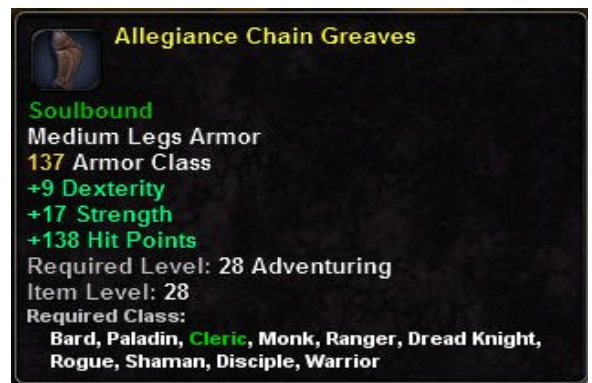 Allegiance Chain Greaves
Soulbound
Medium Legs Armor
137 Armor Class
+9 Dexterity
+17 Strength
+138 Hit Points
Required Level: 28 Adventuring
Item Level: 28
Required Class:
Bard, Paladin, Cleric, Monk, Ranger, Dread Knight,
Rogue, Shaman, Disciple, Warrior